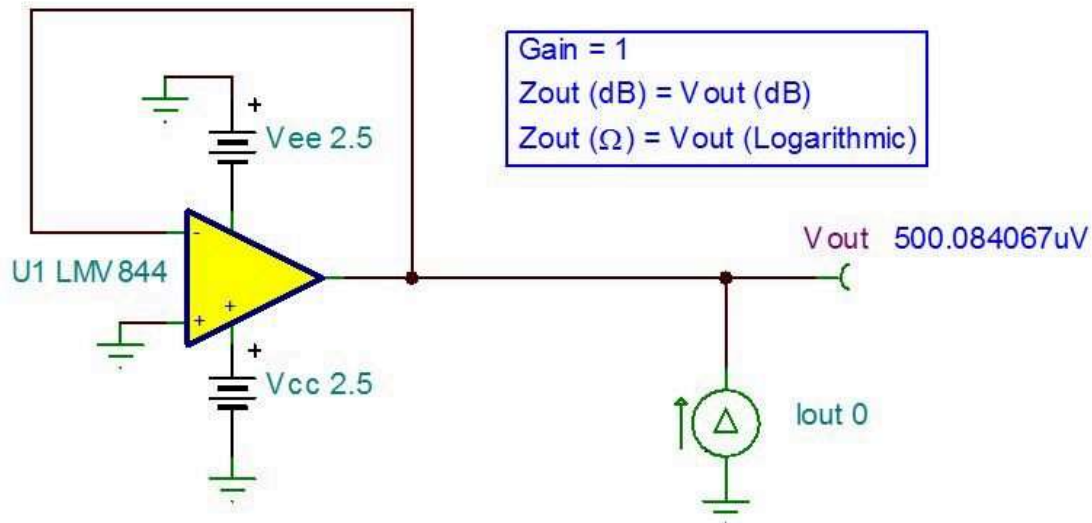 Gain = 1
Zout (dB) = Vout (dB)
Zout (Ω) = Vout (Logarithmic)
+
Vee 2.5
-
U1 LMV844
+
+
Vout 500.084067uV
+
Vcc 2.5
Iout 0